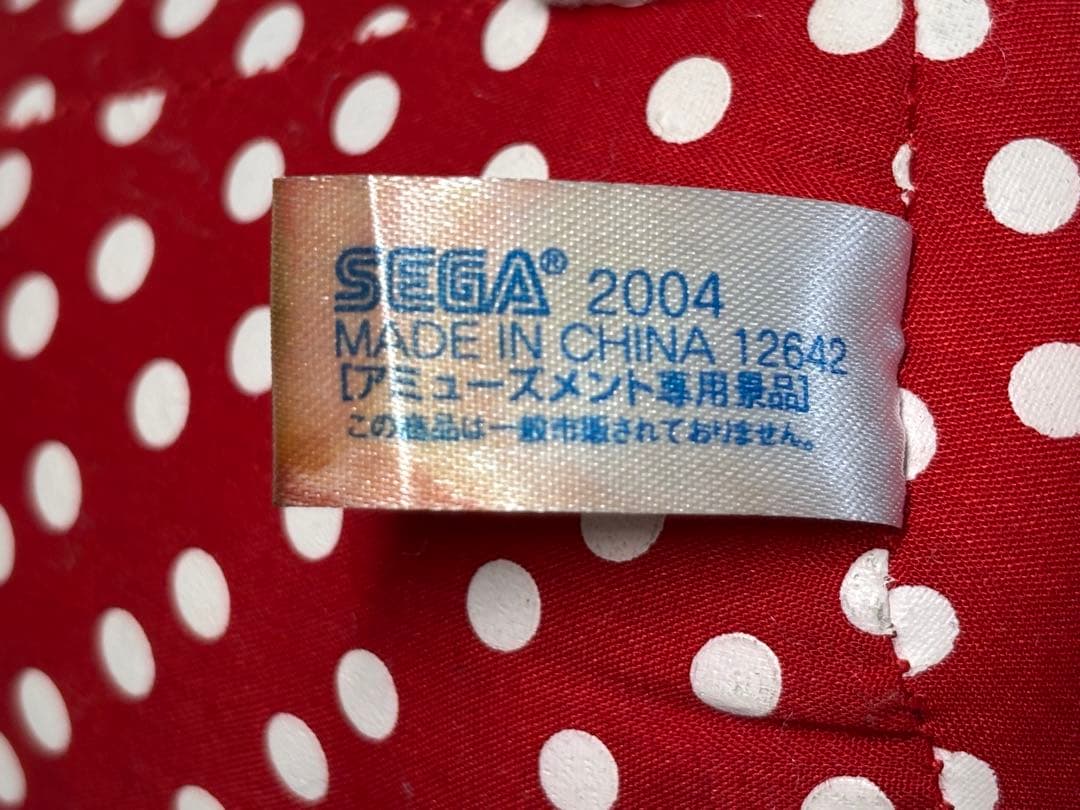 SEGA® 2004
MADE IN CHINA 12642
[アミューズメント専用景品]
この商品は一般市販されておりません。